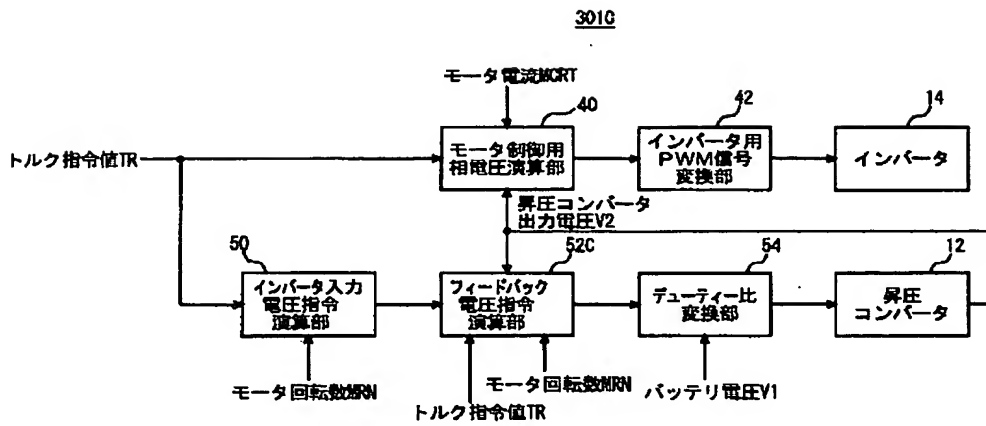 301C
モータ電流MCRT
40
42
14
トルク指令値TR
モータ制御用
相電圧演算部
インバータ用
PWM信号
変換部
インバータ
昇圧コンバータ
出力電圧V2
50
52C
54
12
インバータ入力
電圧指令
演算部
フィードバック
電圧指令
演算部
デューティー比
変換部
昇圧
コンバータ
モータ回転数MRN
モータ回転数MRN
トルク指令値TR
バッテリ電圧V1